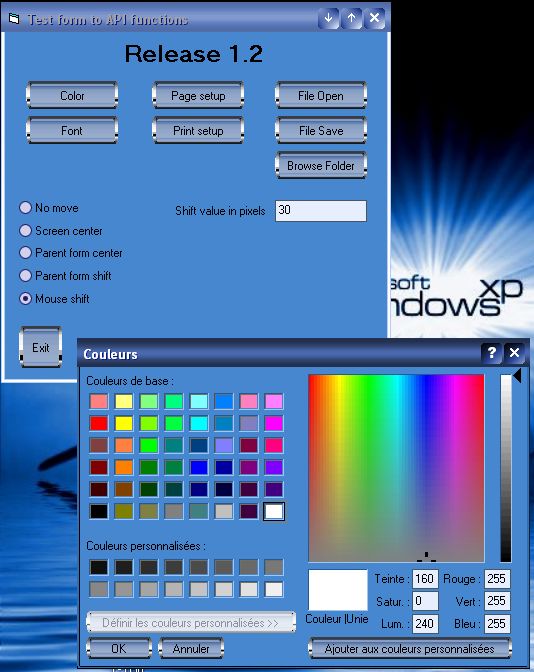 Test form to API functions
Release 1.2
Color
Page setup
File Open
Font
Print setup
File Save
Browse Folder
No move
Shift value in pixels
30
Screen center
Parent form center
Parent form shift
Mouse shift
Exit
soft
ndows xp
Couleurs
Couleurs de base :
Couleurs personnalisées :
Définir les couleurs personnalisées >>
OK
Annuler
Couleur|Unie
Teinte : 160
Rouge : 255
Satur. : 0
Vert : 255
Lum. : 240
Bleu : 255
Ajouter aux couleurs personnalisées